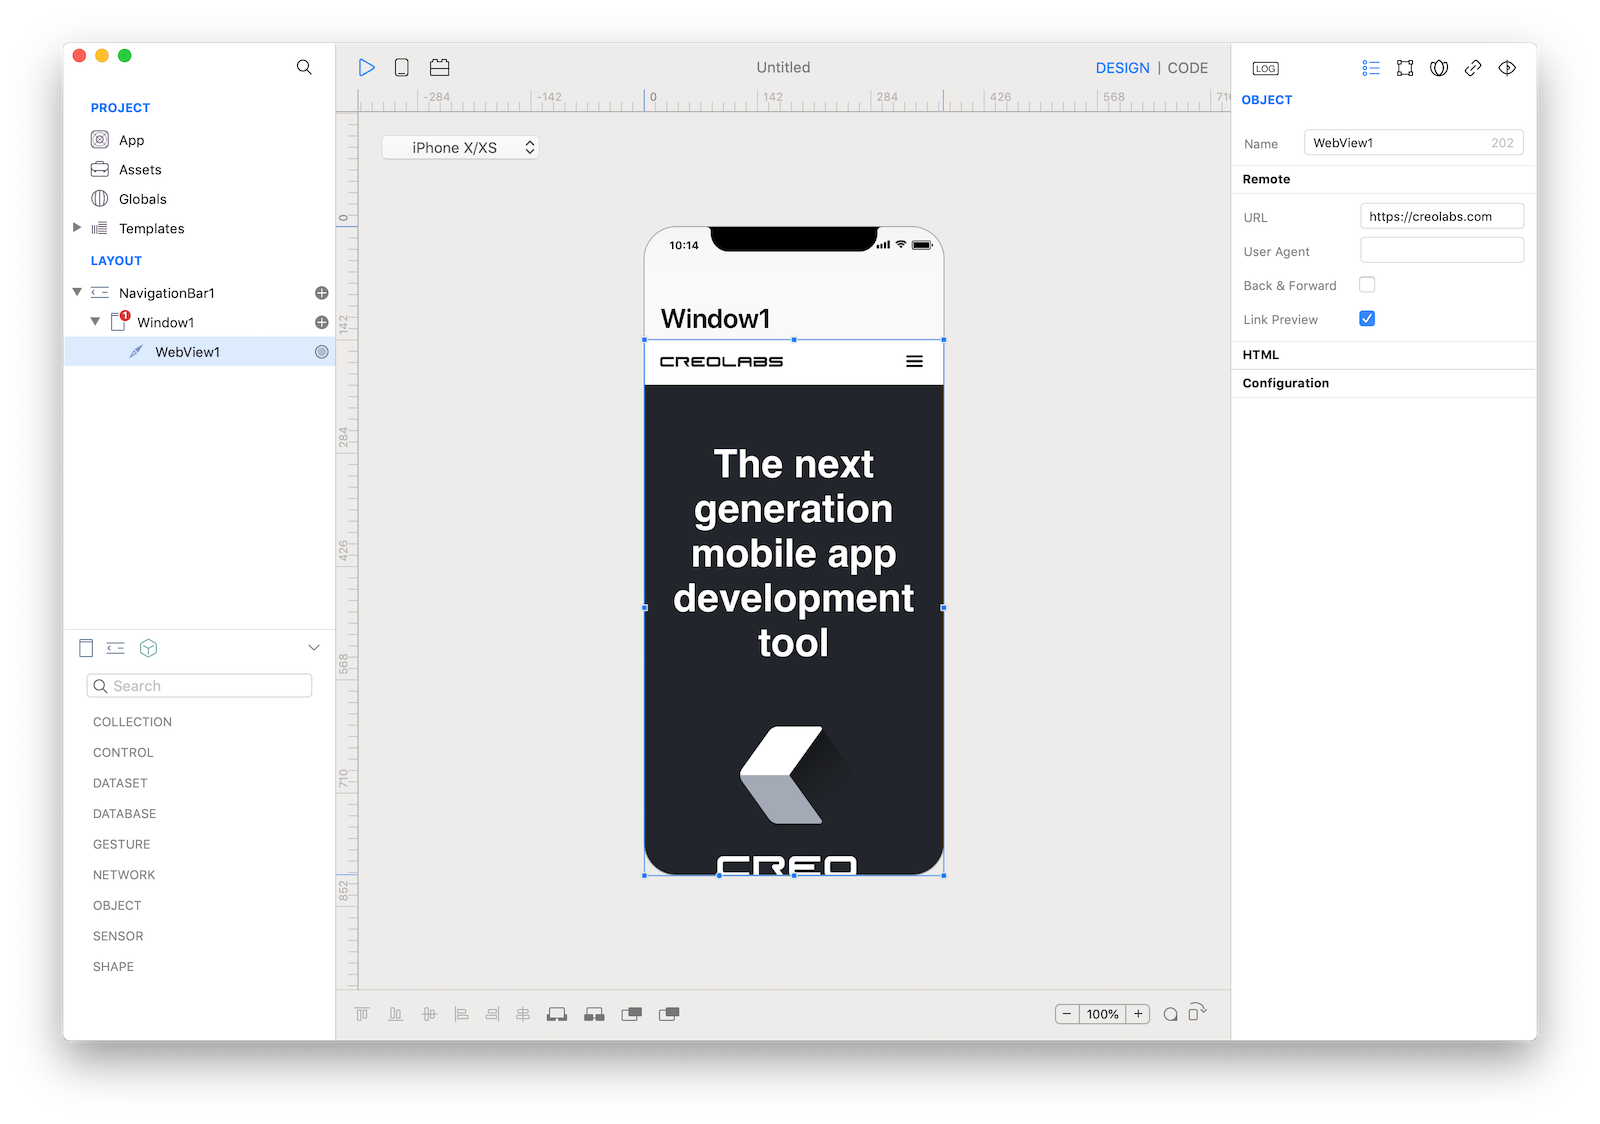 Untitled
DESIGN | CODE
LOG
PROJECT
App
Assets
Globals
Templates
LAYOUT
NavigationBar1
1
Window1
WebView1
Search
COLLECTION
CONTROL
DATASET
DATABASE
GESTURE
NETWORK
OBJECT
SENSOR
SHAPE
-284
-142
0
142
284
426
568
710
0
142
284
426
568
710
852
iPhone X/XS
10:14
Window1
CREOLABS
The next
generation
mobile app
development
tool
CREO
100%
OBJECT
Name
WebView1
202
Remote
URL
https://creolabs.com
User Agent
Back & Forward
Link Preview
HTML
Configuration